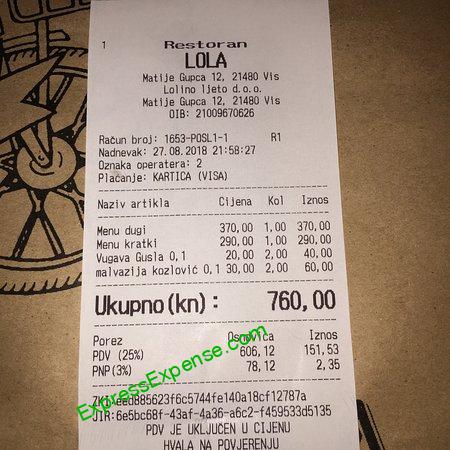 1
Restoran
LOLA
Matije Gupca 12, 21480 Vis
Lolino ljeto d.o.o.
Matije Gupca 12, 21480 Vis
OIB: 21009670626
Račun broj: 1653-POSL1-1 R1
Nadnevak: 27.08.2018 21:58:27
Oznaka operatera: 2
Plaćanje: KARTICA (VISA)
Naziv artikla Cijena Kol Iznos
Menu dugi 370,00 1,00 370,00
Menu kratki 290,00 1,00 290,00
Vugava Gusla 0,1 20,00 2,00 40,00
malvazija kozlović 0,1 30,00 2,00 60,00
Ukupno(kn): 760,00
Porez Osnovica Iznos
PDV (25%) 606,12 151,53
PNP(3%) 78,12 2,35
ZKI:eed885623f6c5744fe140a18cf12787a
JIR:6e5bc68f-43af-4a36-a6c2-f459533d5135
PDV JE UKLJUČEN U CIJENU
HVALA NA POVJERENJU
ExpressExpense.com